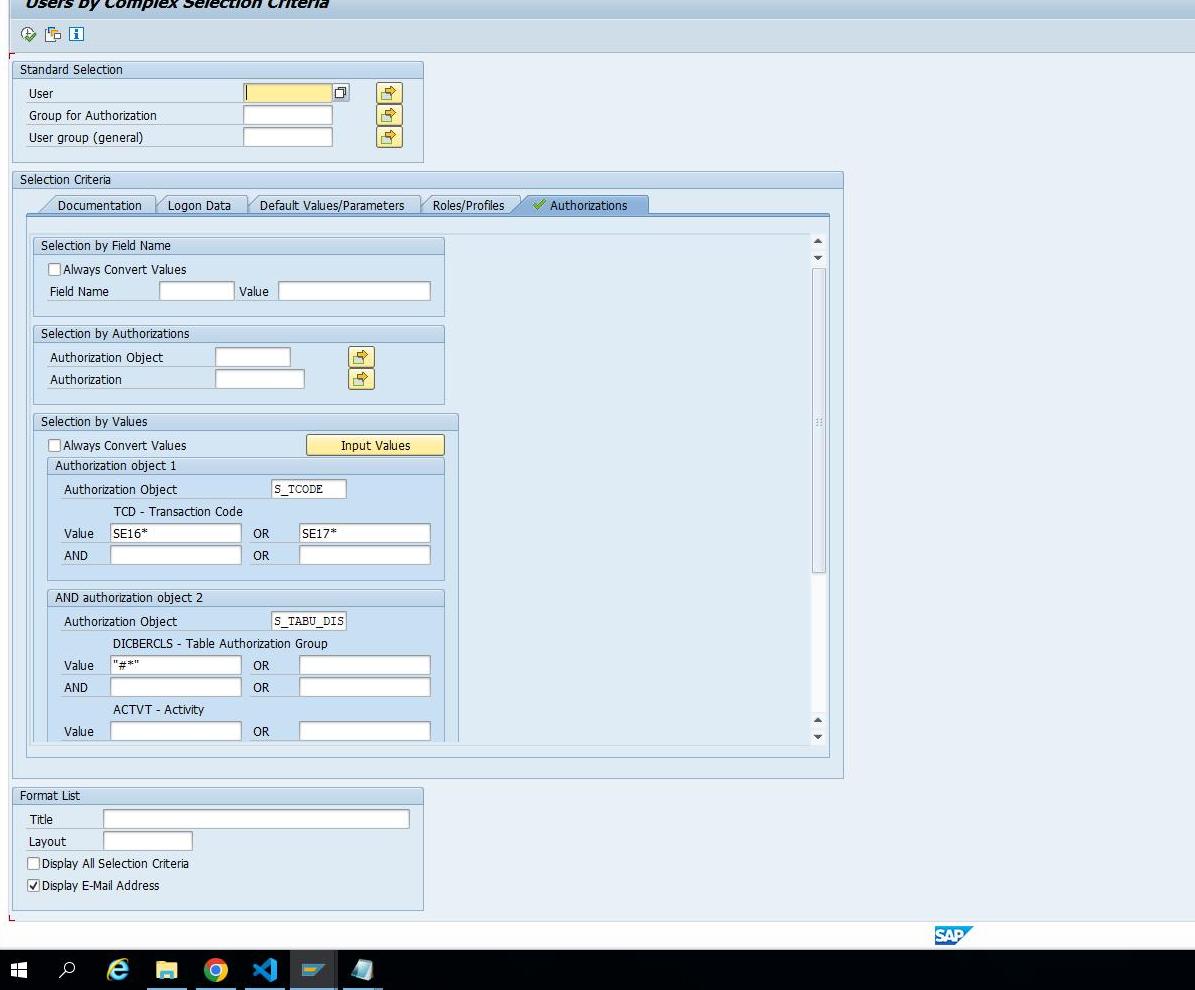 Users by Complex Selection Criteria
Standard Selection
User
Group for Authorization
User group (general)
Selection Criteria
Documentation Logon Data Default Values/Parameters Roles/Profiles Authorizations
Selection by Field Name
Always Convert Values
Field Name Value
Selection by Authorizations
Authorization Object
Authorization
Selection by Values
Always Convert Values Input Values
Authorization object 1
Authorization Object S_TCODE
TCD - Transaction Code
Value SE16* OR SE17*
AND OR
AND authorization object 2
Authorization Object S_TABU_DIS
DICBERCLS - Table Authorization Group
Value "#*" OR
AND OR
ACTVT - Activity
Value OR
Format List
Title
Layout
Display All Selection Criteria
Display E-Mail Address
SAP